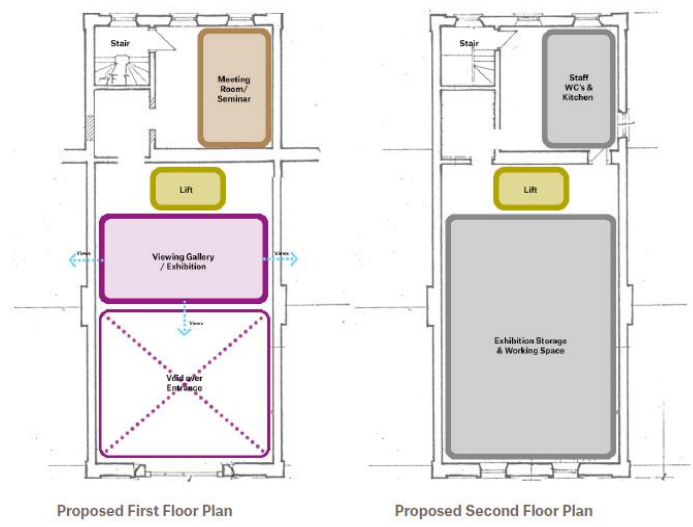 Stair
Meeting
Room/
Seminar
Lift
Views
Viewing Gallery
/ Exhibition
Views
Views
Void over
Entrance
Proposed First Floor Plan
Stair
Staff
WC's &
Kitchen
Lift
Exhibition Storage
& Working Space
Proposed Second Floor Plan